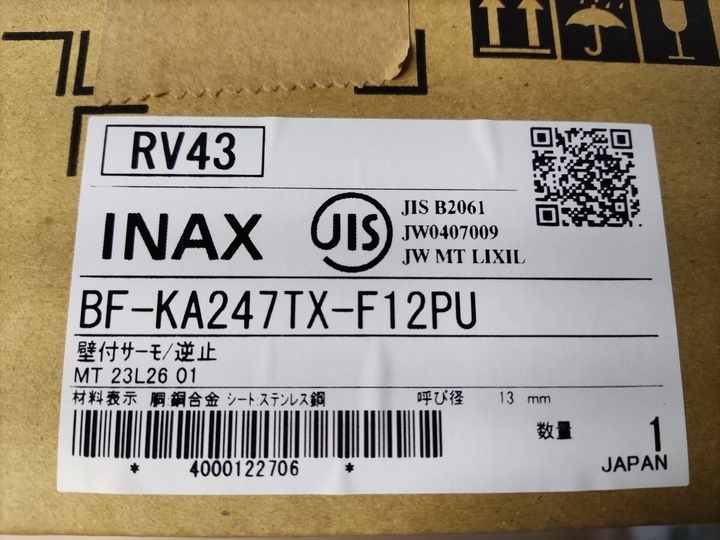 RV43
INAX
JIS
JIS B2061
JW0407009
JW MT LIXIL
BF-KA247TX-F12PU
壁付サーモ/逆止
MT 23L26 01
材料表示 胴:銅合金 シート:ステンレス鋼 呼び径 13 mm
数量 1
* 4000122706 *
JAPAN